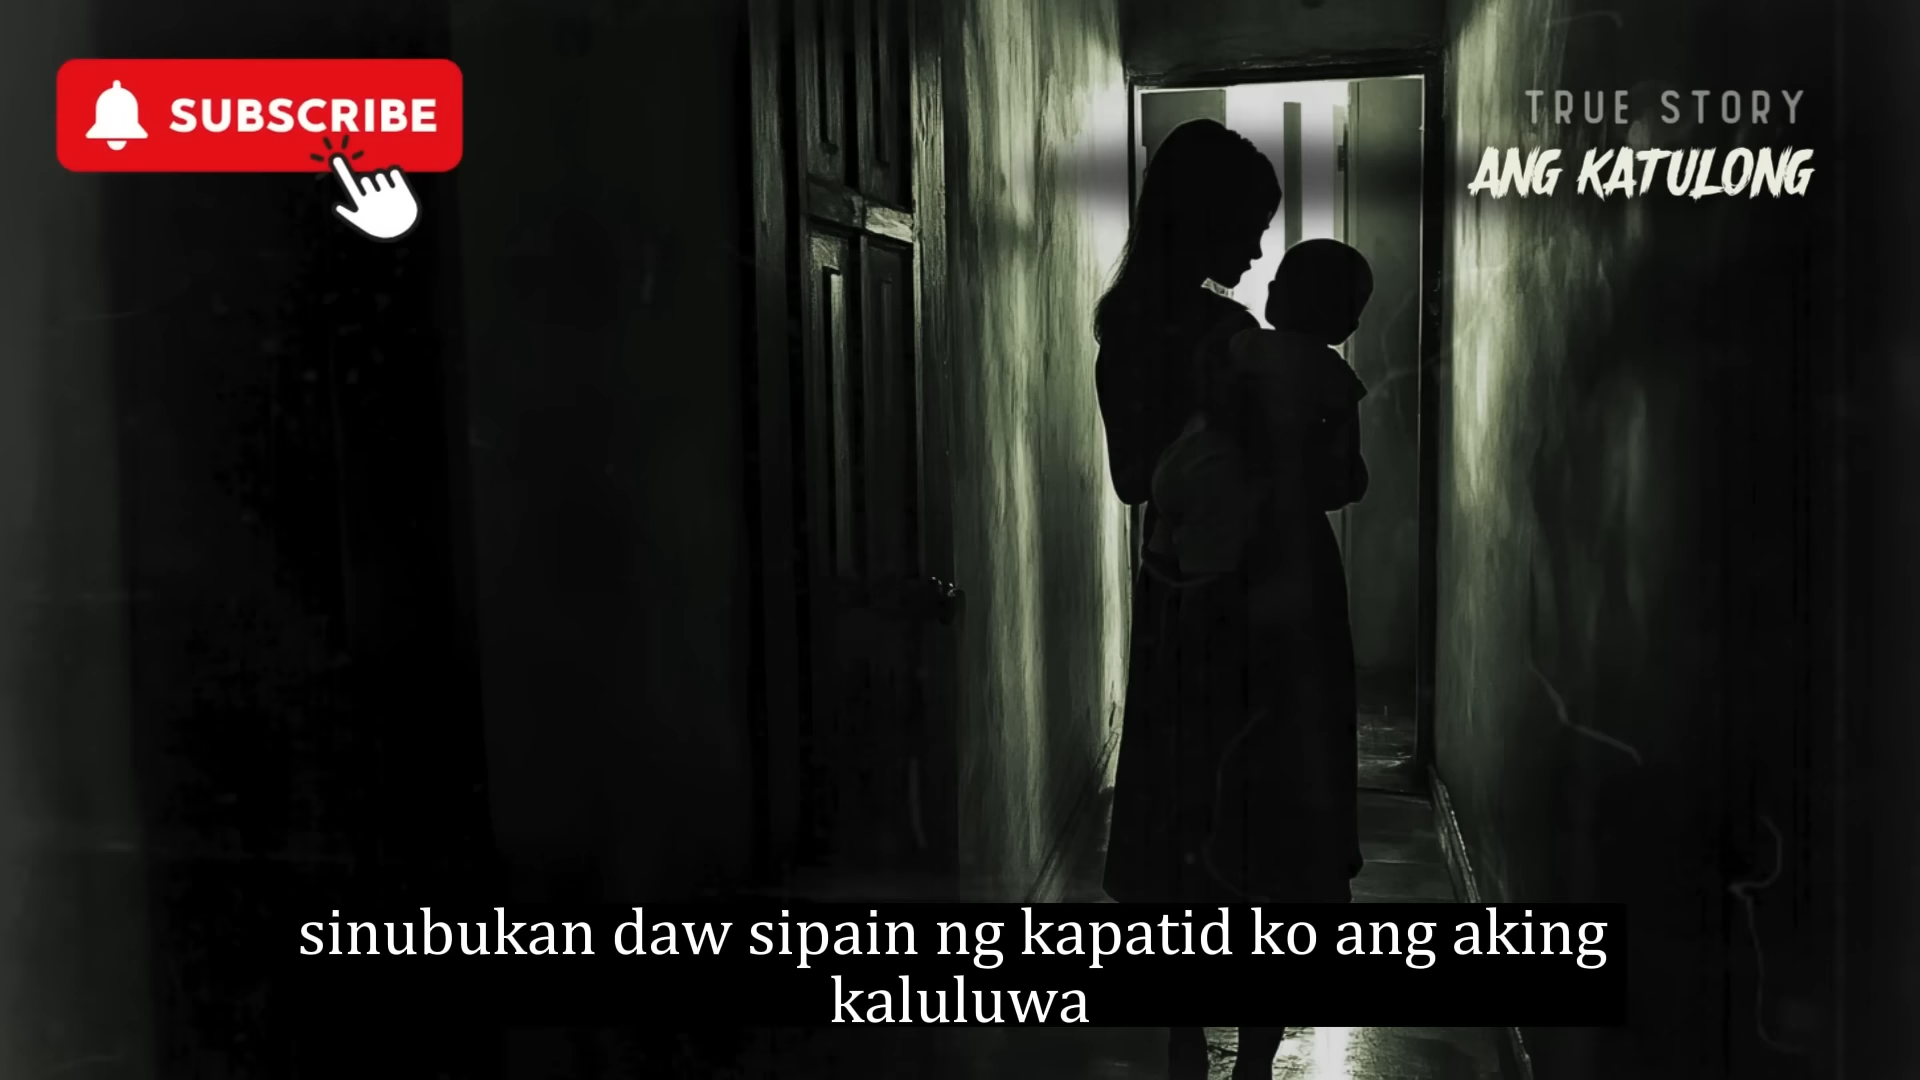 SUBSCRIBE
TRUE STORY
ANG KATULONG
sinubukan daw sipain ng kapatid ko ang aking
kaluluwa